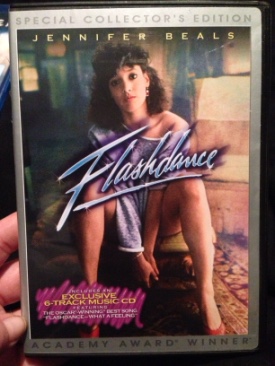 SPECIAL COLLECTOR'S EDITION
JENNIFER BEALS
Flashdance
INCLUDES AN
EXCLUSIVE
6-TRACK MUSIC CD
FEATURING
THE OSCAR® WINNING* BEST SONG
FLASHDANCE...WHAT A FEELING
ACADEMY AWARD® WINNER*